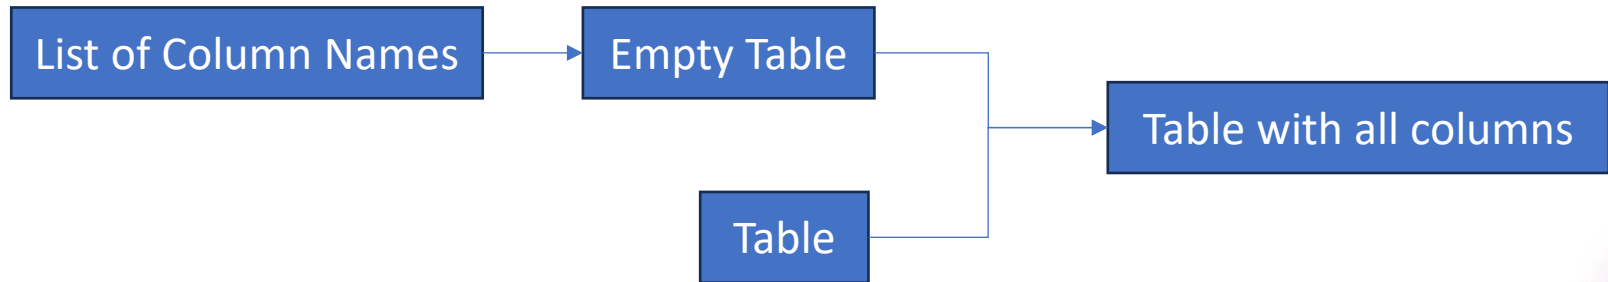 List of Column Names
Empty Table
Table with all columns
Table